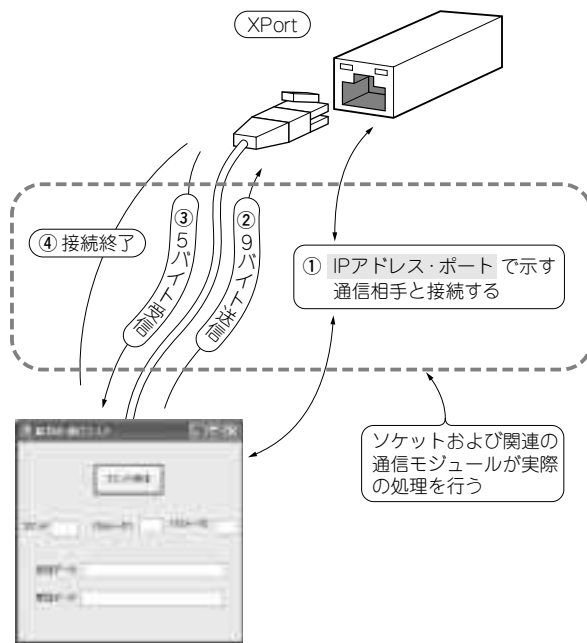 XPort
④ 接続終了
③ 5バイト受信
② 9バイト送信
① IPアドレス・ポート で示す
通信相手と接続する
ソケットおよび関連の
通信モジュールが実際
の処理を行う